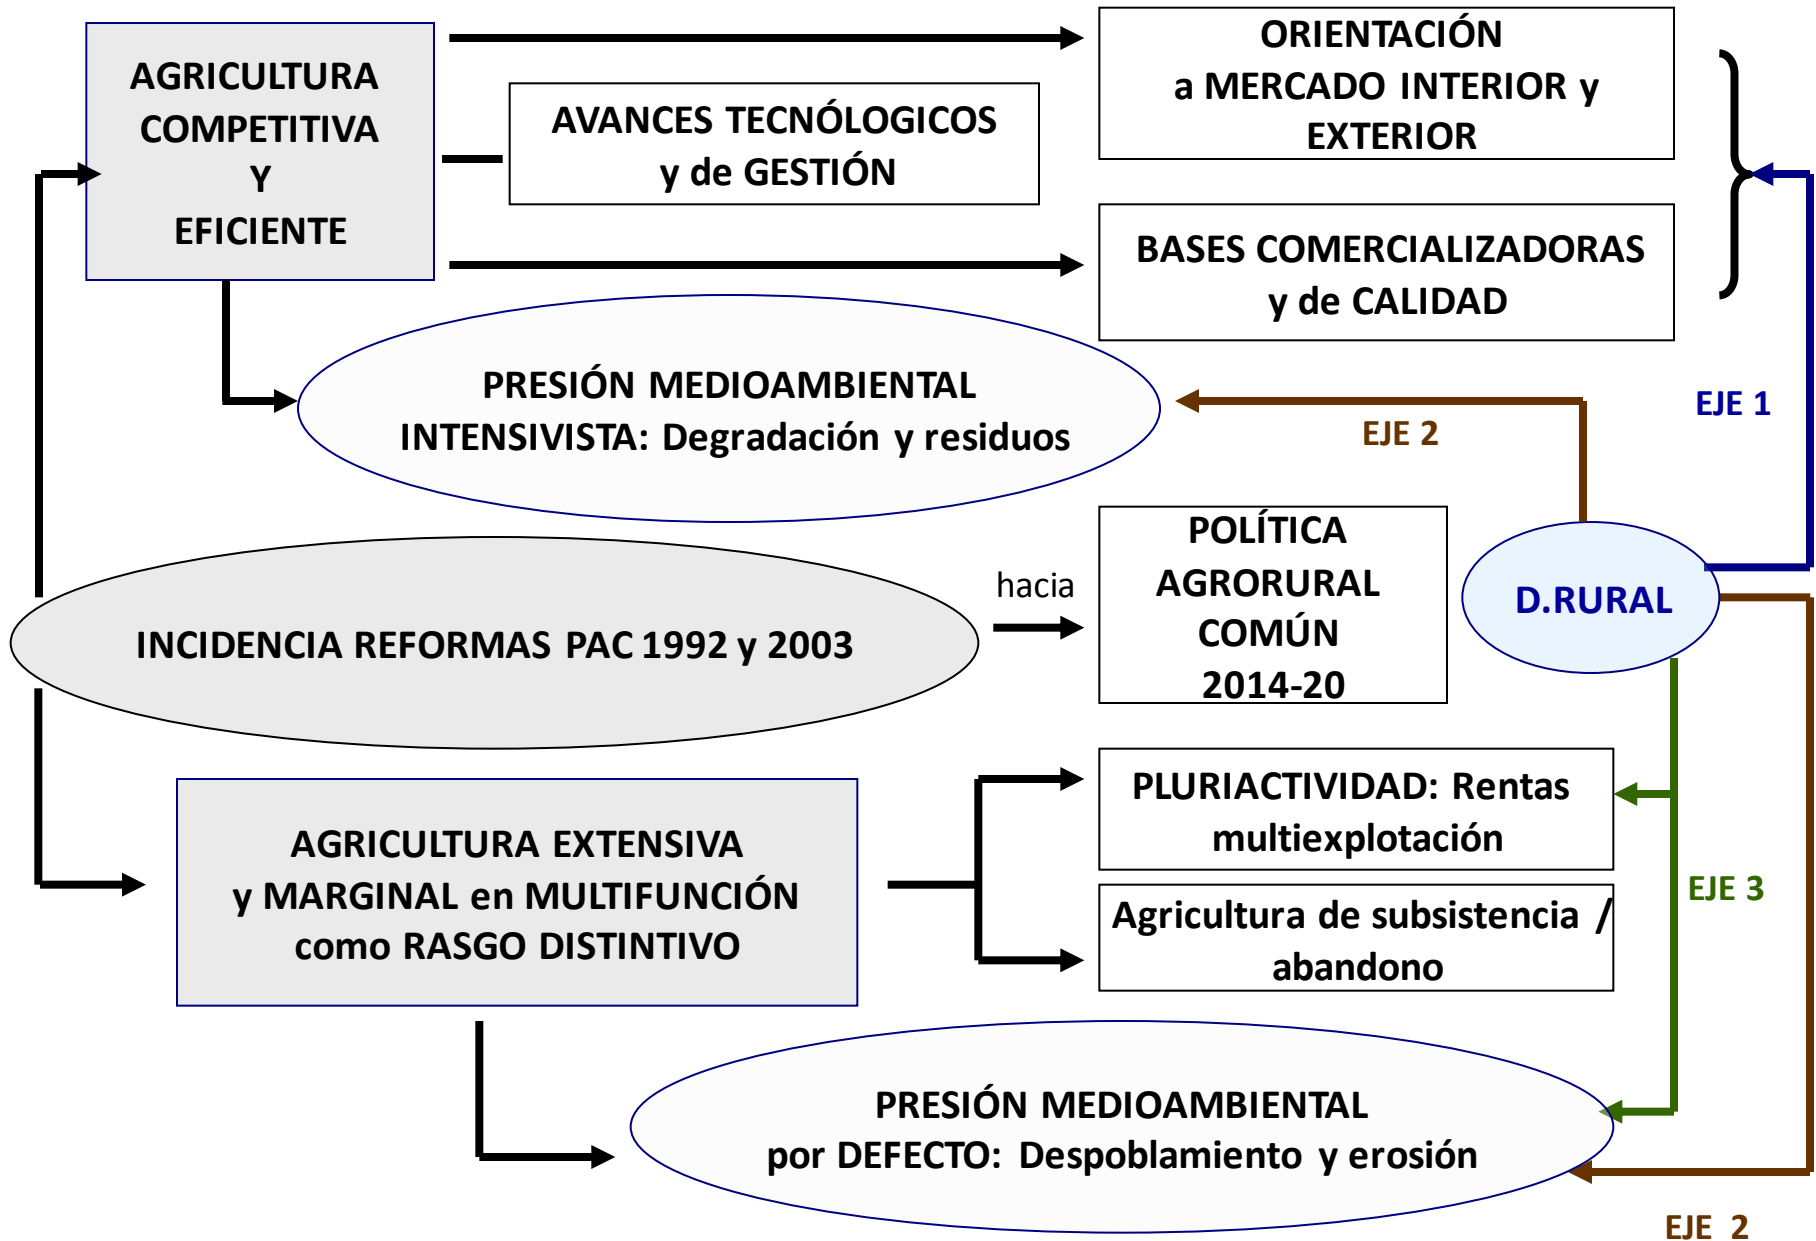 AGRICULTURA
COMPETITIVA
Y
EFICIENTE
AVANCES TECNÓLOGICOS
y de GESTIÓN
ORIENTACIÓN
a MERCADO INTERIOR y
EXTERIOR
BASES COMERCIALIZADORAS
y de CALIDAD
PRESIÓN MEDIOAMBIENTAL
INTENSIVISTA: Degradación y residuos
EJE 2
EJE 1
INCIDENCIA REFORMAS PAC 1992 y 2003
hacia
POLÍTICA
AGRORURAL
COMÚN
2014-20
D.RURAL
AGRICULTURA EXTENSIVA
y MARGINAL en MULTIFUNCIÓN
como RASGO DISTINTIVO
PLURIACTIVIDAD: Rentas
multiexplotación
Agricultura de subsistencia /
abandono
EJE 3
PRESIÓN MEDIOAMBIENTAL
por DEFECTO: Despoblamiento y erosión
EJE 2